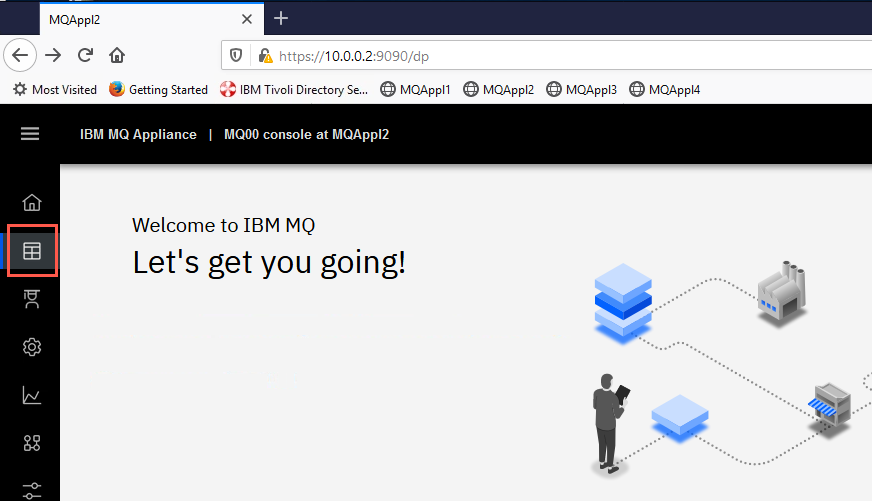 MQAppl2
https://10.0.0.2:9090/dp
Most Visited Getting Started IBM Tivoli Directory Se... MQAppl1 MQAppl2 MQAppl3 MQAppl4
IBM MQ Appliance | MQ00 console at MQAppl2
Welcome to IBM MQ
Let's get you going!